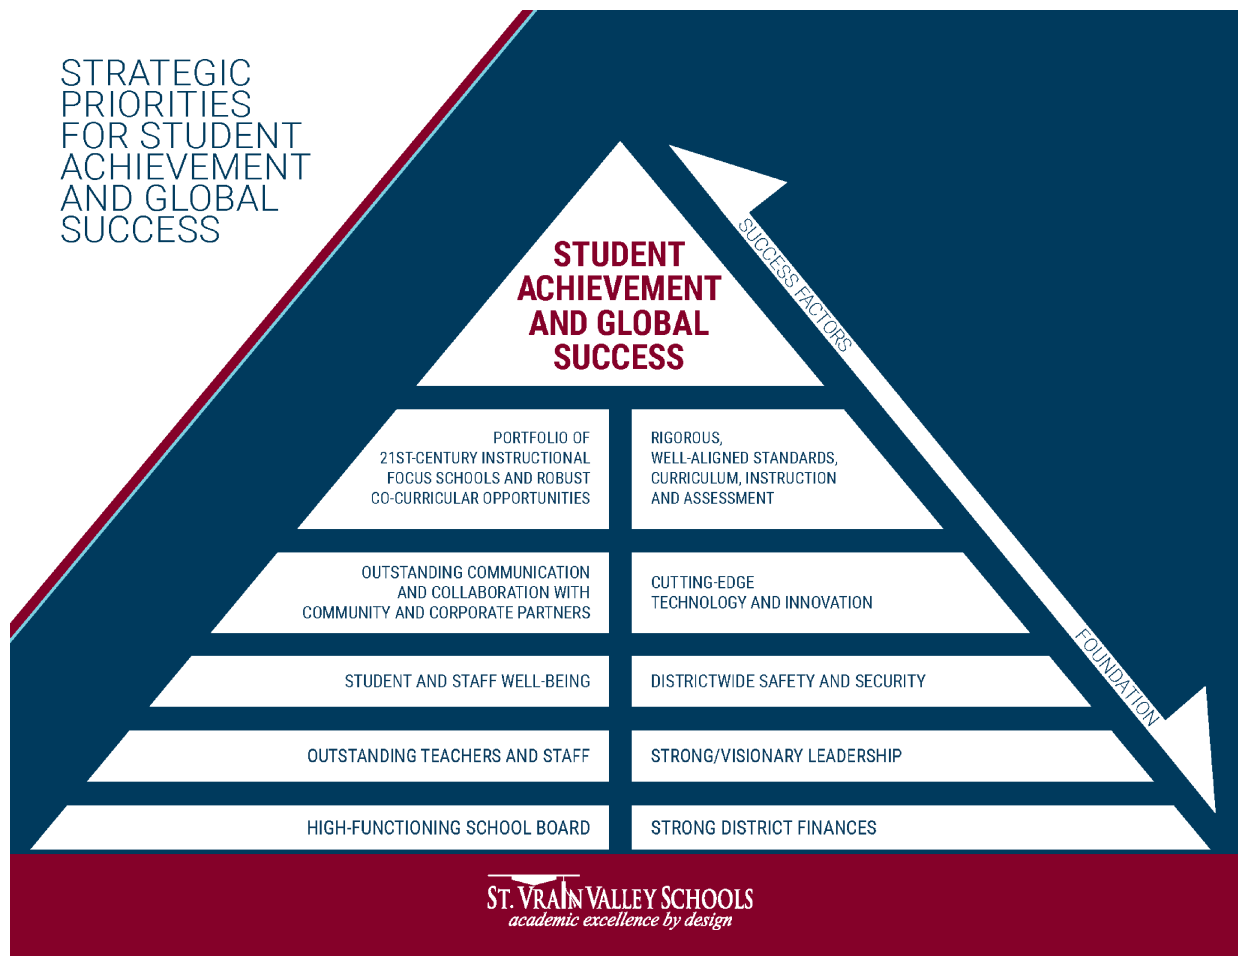 STRATEGIC
PRIORITIES
FOR STUDENT
ACHIEVEMENT
AND GLOBAL
SUCCESS
STUDENT
ACHIEVEMENT
AND GLOBAL
SUCCESS
SUCCESS FACTORS
PORTFOLIO OF
21ST-CENTURY INSTRUCTIONAL
FOCUS SCHOOLS AND ROBUST
CO-CURRICULAR OPPORTUNITIES
RIGOROUS,
WELL-ALIGNED STANDARDS,
CURRICULUM, INSTRUCTION
AND ASSESSMENT
OUTSTANDING COMMUNICATION
AND COLLABORATION WITH
COMMUNITY AND CORPORATE PARTNERS
CUTTING-EDGE
TECHNOLOGY AND INNOVATION
FOUNDATION
STUDENT AND STAFF WELL-BEING
DISTRICTWIDE SAFETY AND SECURITY
OUTSTANDING TEACHERS AND STAFF
STRONG/VISIONARY LEADERSHIP
HIGH-FUNCTIONING SCHOOL BOARD
STRONG DISTRICT FINANCES
ST. VRAIN VALLEY SCHOOLS
academic excellence by design